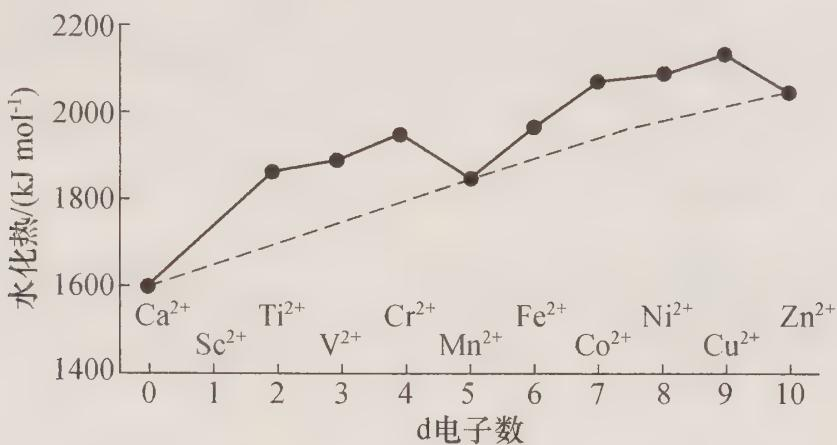 2200
2000
1800
1600
1400
水化热/(kJ mol⁻¹)
Ca²⁺ Ti²⁺ Cr²⁺ Fe²⁺ Ni²⁺ Zn²⁺
Sc²⁺ V²⁺ Mn²⁺ Co²⁺ Cu²⁺
0 1 2 3 4 5 6 7 8 9 10
d电子数